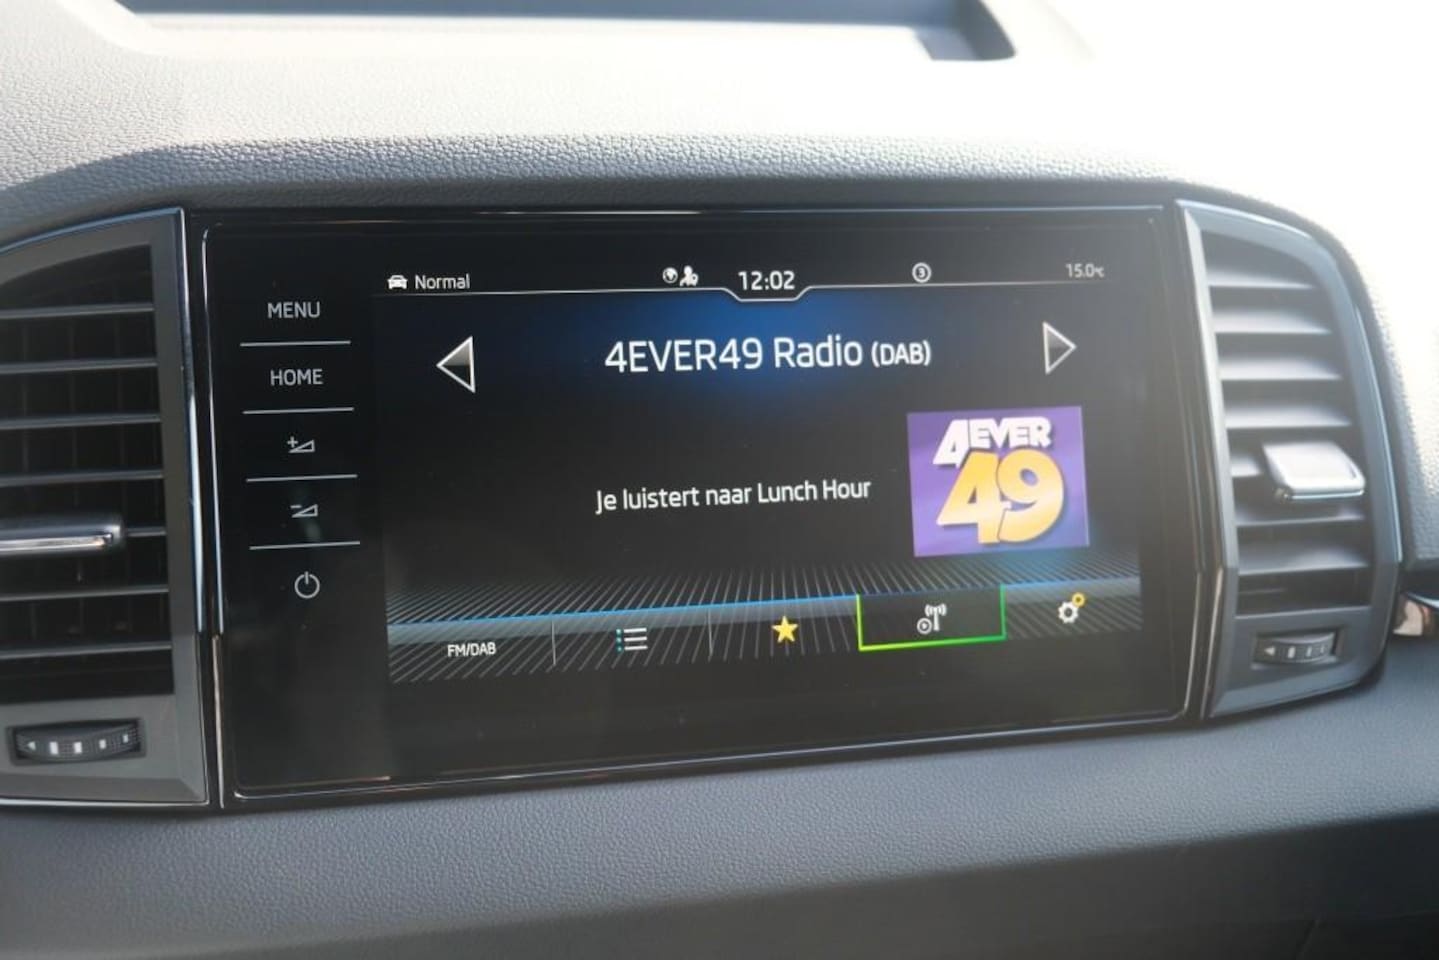 Normal
12:02
3
15.0°C
MENU
HOME
4EVER49 Radio (DAB)
Je luistert naar Lunch Hour
4EVER
49
FM/DAB